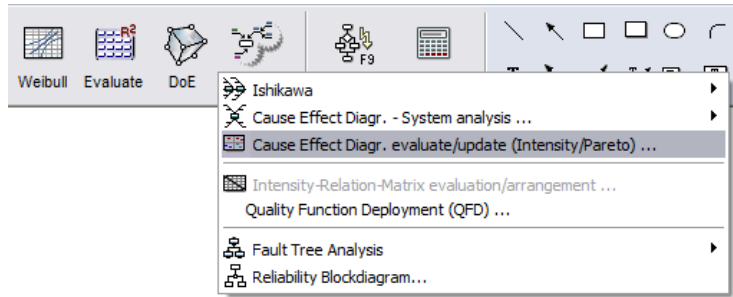 R²
F9
Weibull Evaluate DoE
Ishikawa
Cause Effect Diagr. - System analysis ...
Cause Effect Diagr. evaluate/update (Intensity/Pareto) ...
Intensity-Relation-Matrix evaluation/arrangement ...
Quality Function Deployment (QFD) ...
Fault Tree Analysis
Reliability Blockdiagram...